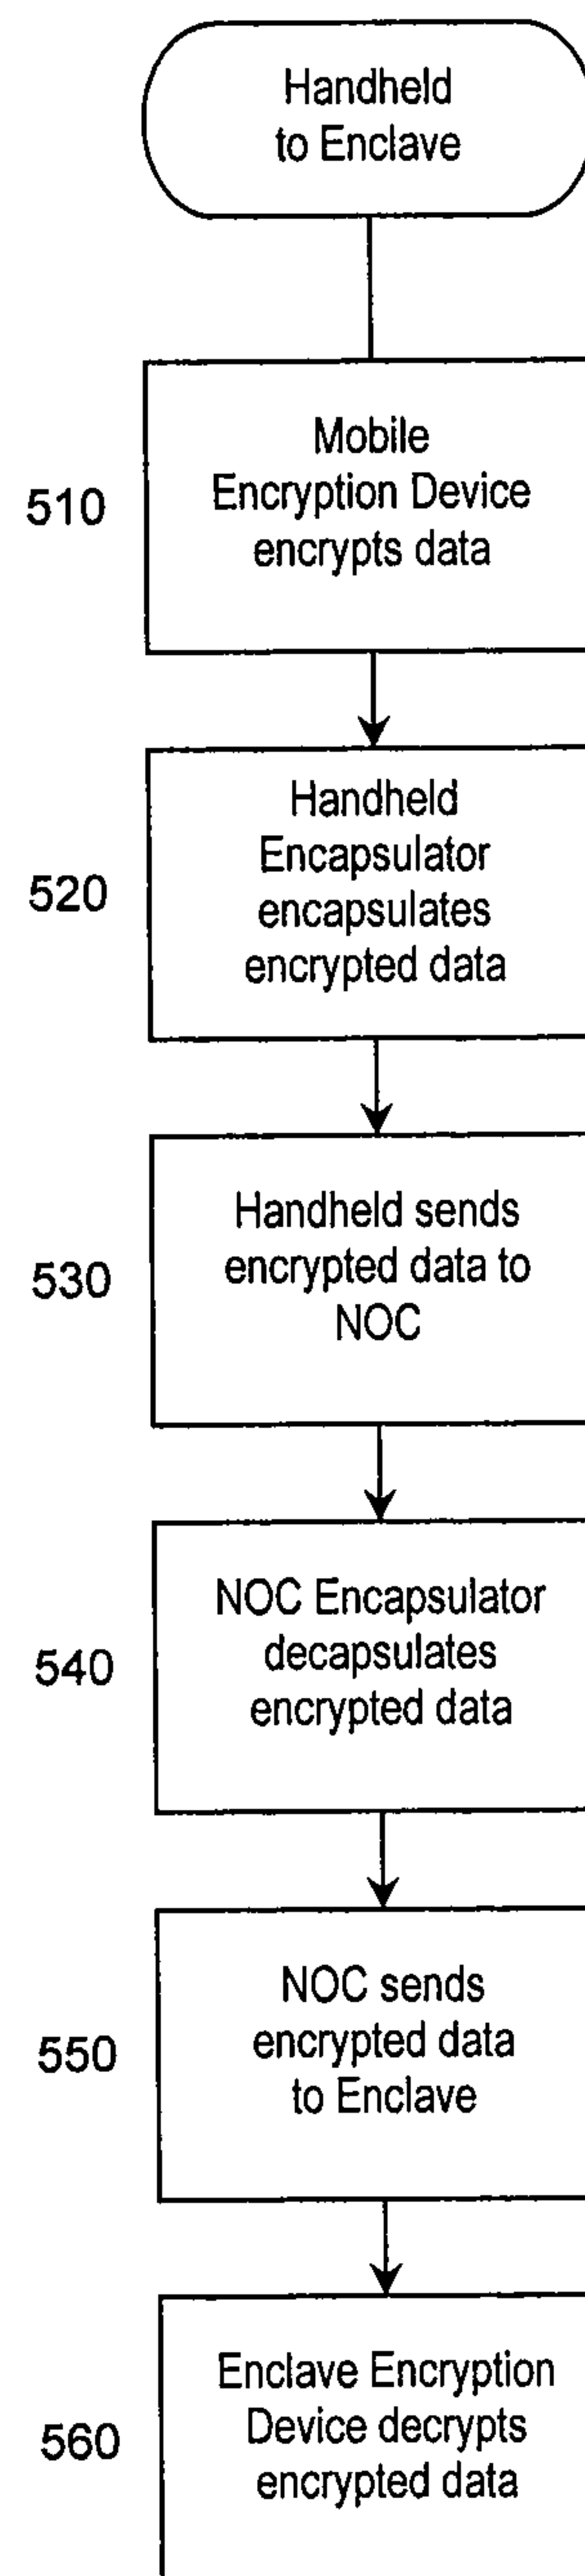 Handheld
to Enclave
510
Mobile
Encryption Device
encrypts data
520
Handheld
Encapsulator
encapsulates
encrypted data
530
Handheld sends
encrypted data to
NOC
540
NOC Encapsulator
decapsulates
encrypted data
550
NOC sends
encrypted data
to Enclave
560
Enclave Encryption
Device decrypts
encrypted data